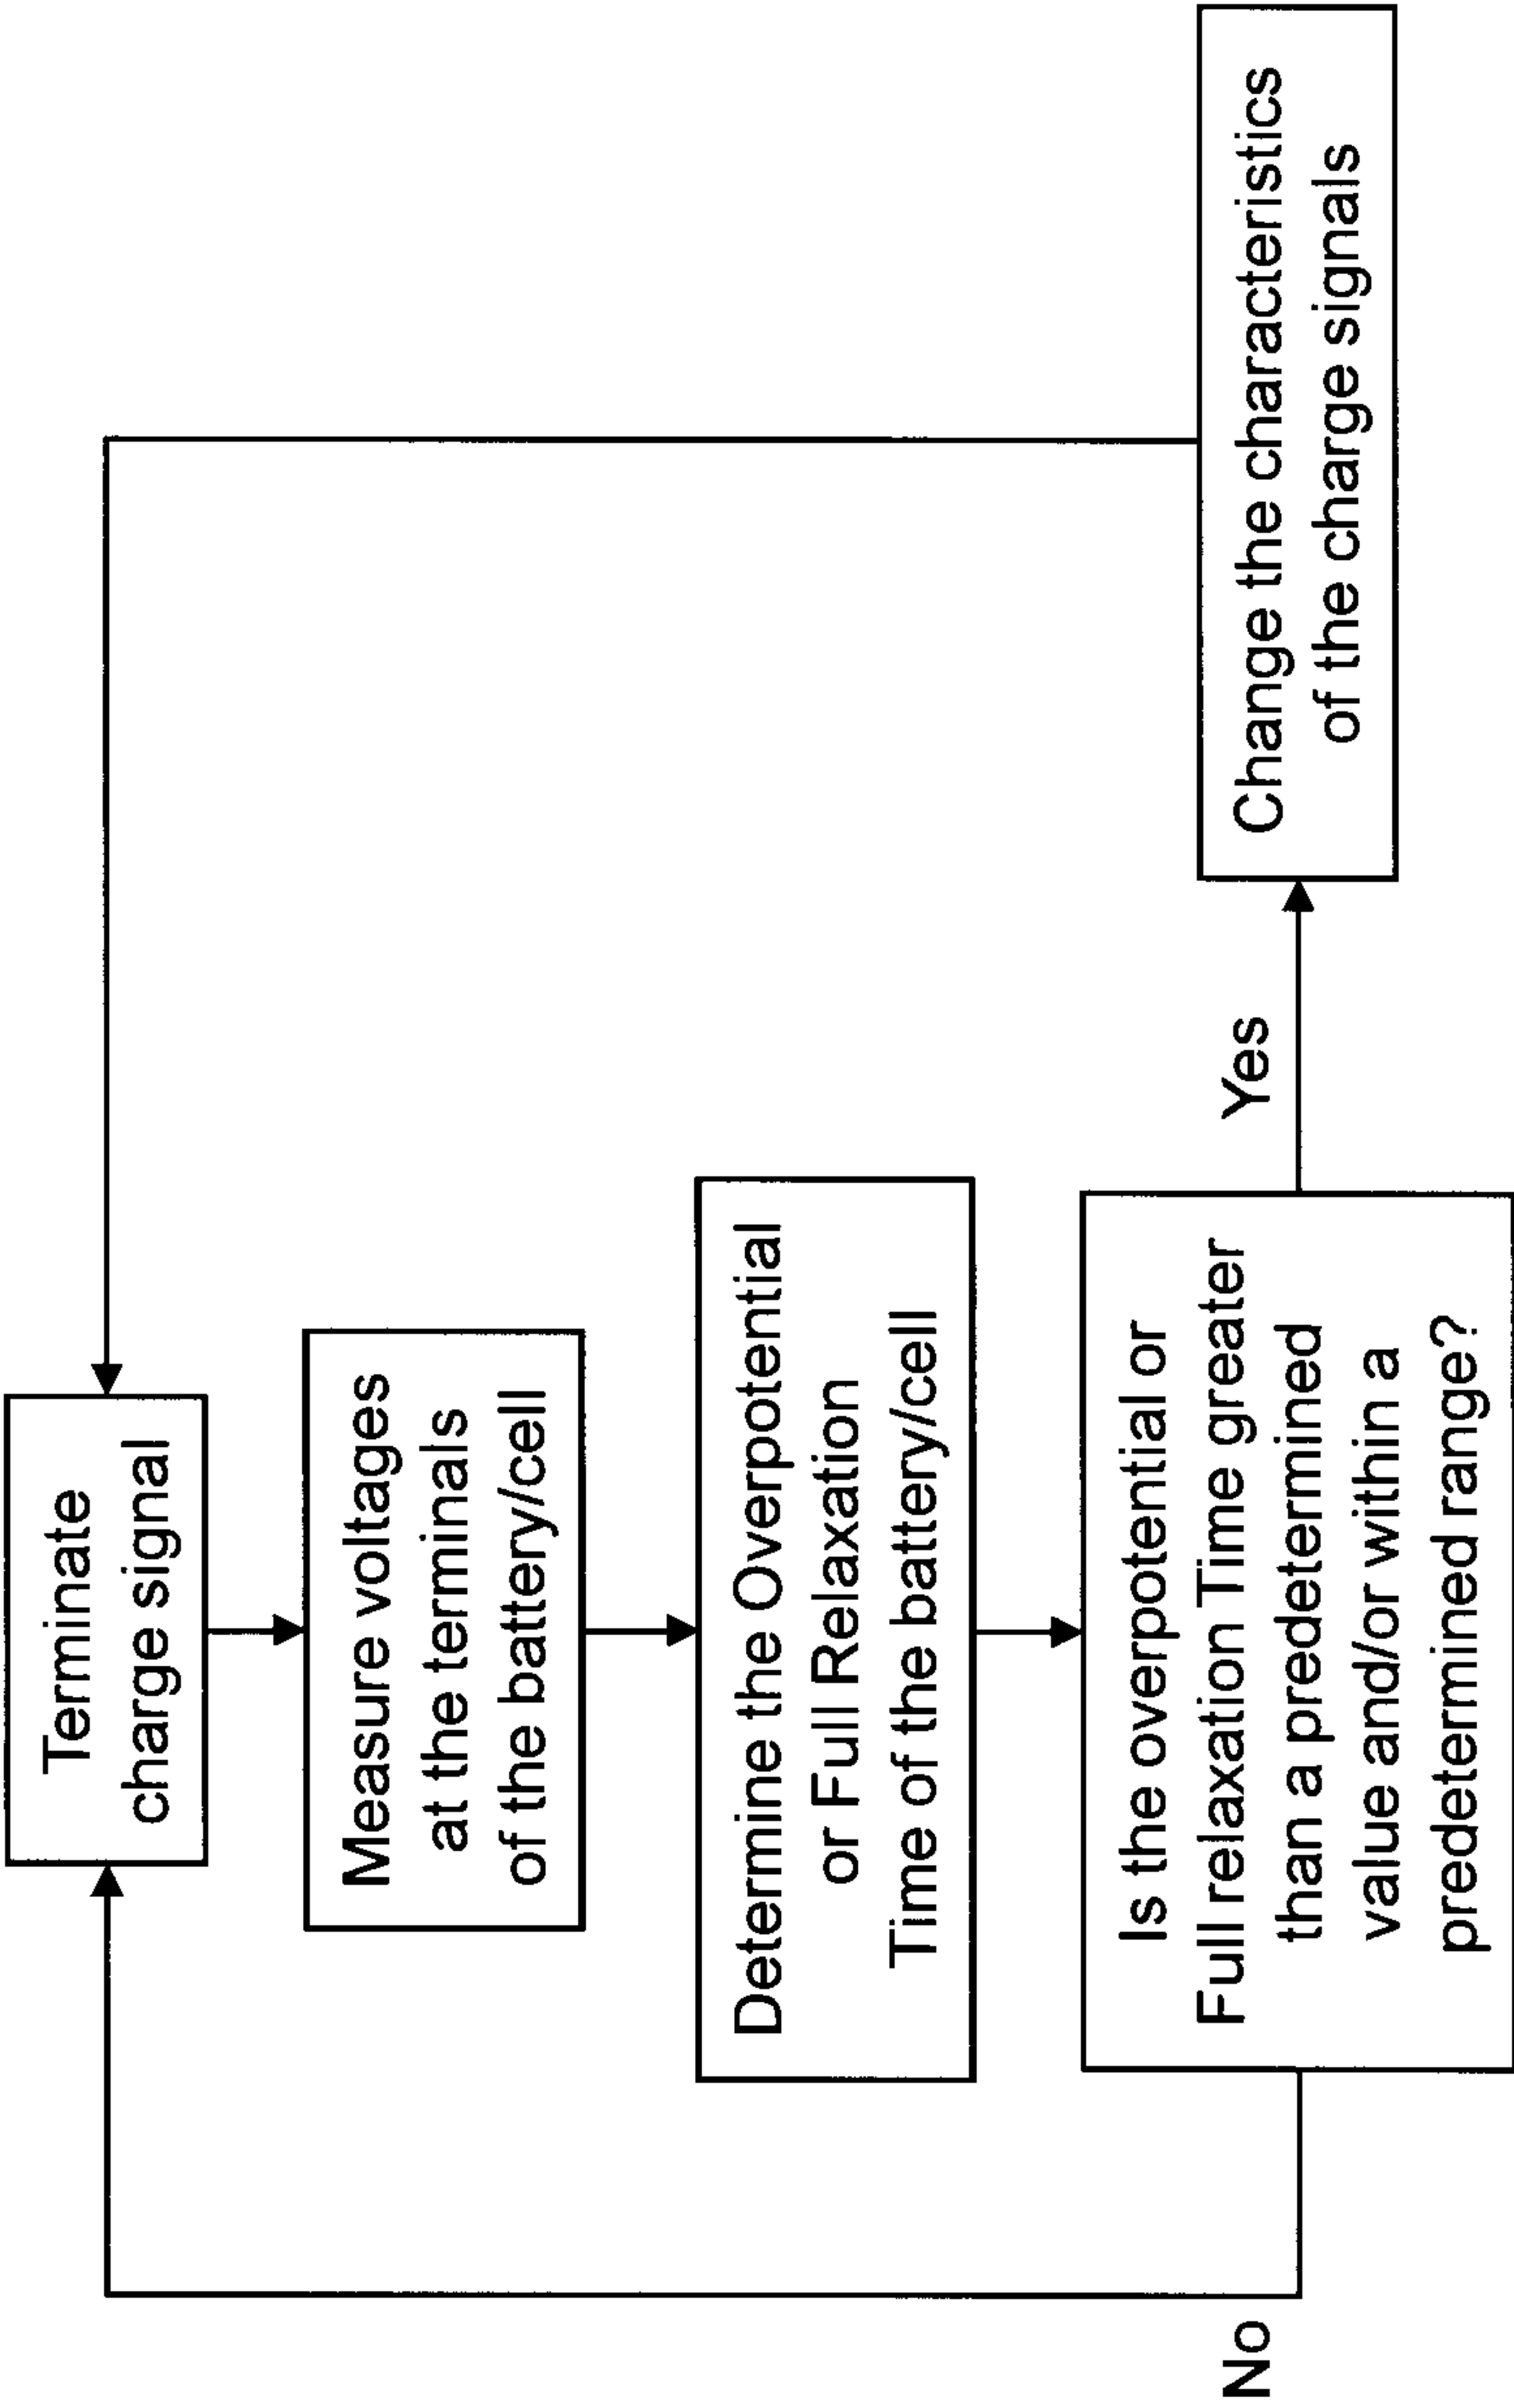 Terminate
charge signal
Measure voltages
at the terminals
of the battery/cell
Determine the Overpotential
or Full Relaxation
Time of the battery/cell
Is the overpotential or
Full relaxation Time greater
than a predetermined
value and/or within a
predetermined range?
No
Yes
Change the characteristics
of the charge signals